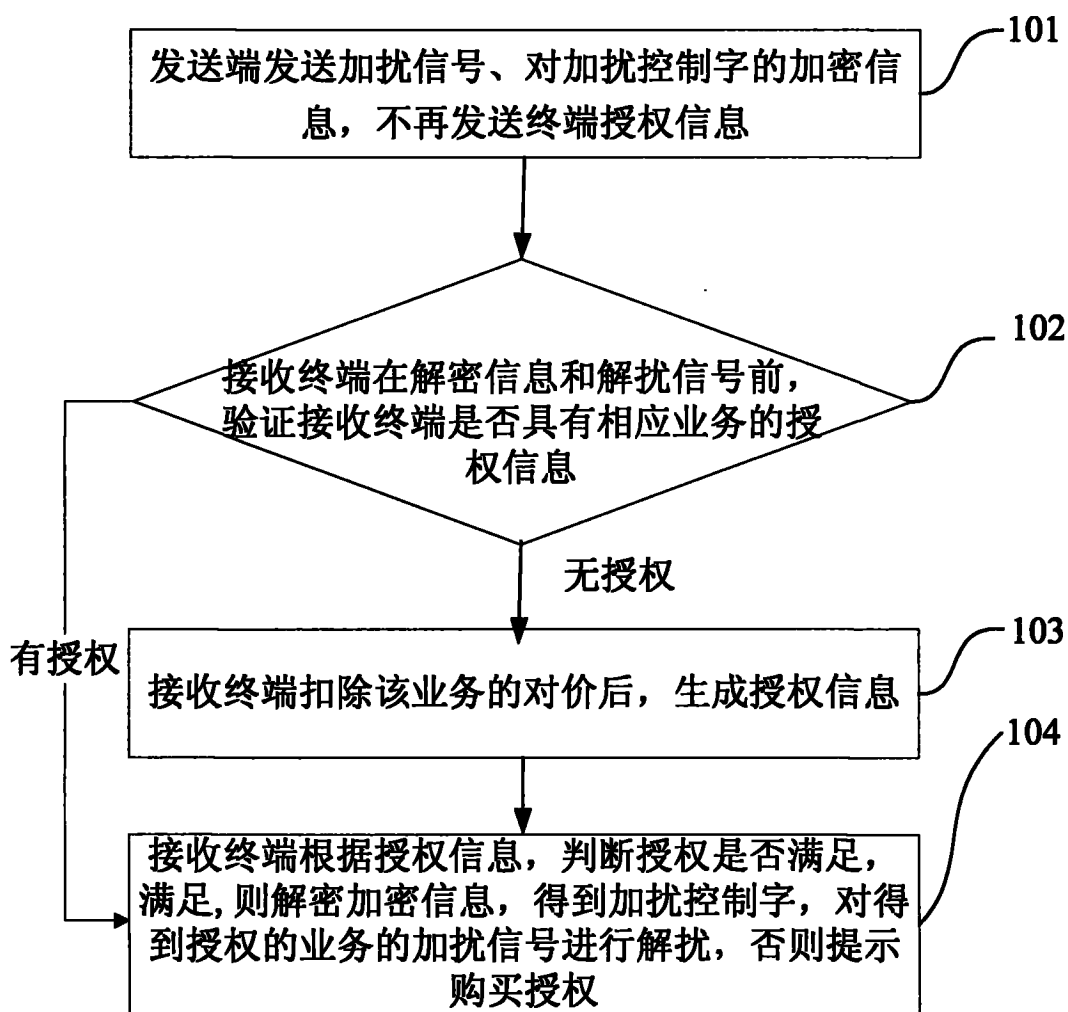 101
发送端发送加扰信号、对加扰控制字的加密信
息，不再发送终端授权信息
102
接收终端在解密信息和解扰信号前，
验证接收终端是否具有相应业务的授
权信息
无授权
有授权
103
接收终端扣除该业务的对价后，生成授权信息
104
接收终端根据授权信息，判断授权是否满足，
满足,则解密加密信息，得到加扰控制字，对得
到授权的业务的加扰信号进行解扰，否则提示
购买授权